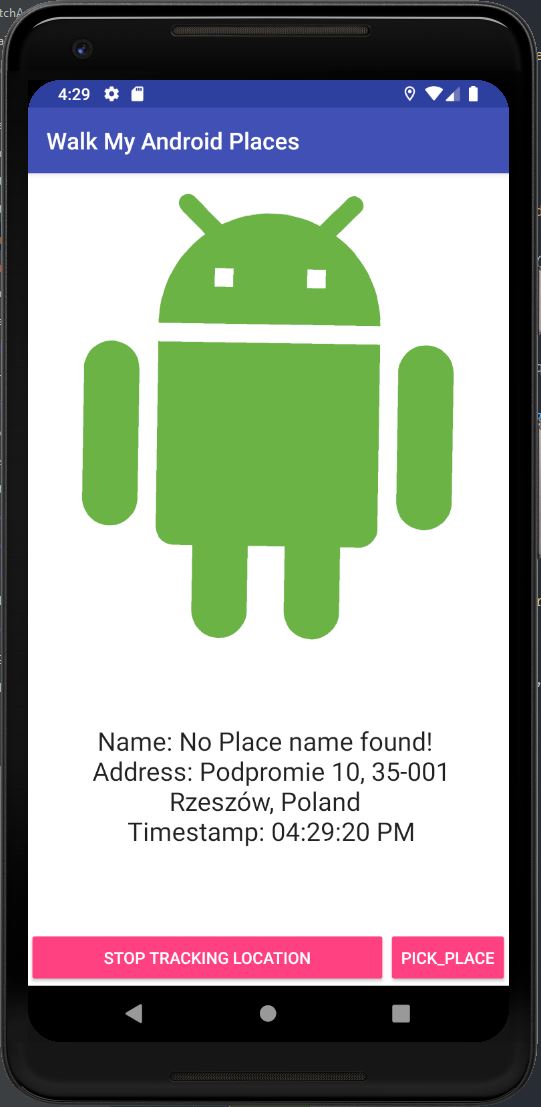 4:29
Walk My Android Places
Name: No Place name found!
Address: Podpromie 10, 35-001
Rzeszów, Poland
Timestamp: 04:29:20 PM
STOP TRACKING LOCATION
PICK_PLACE